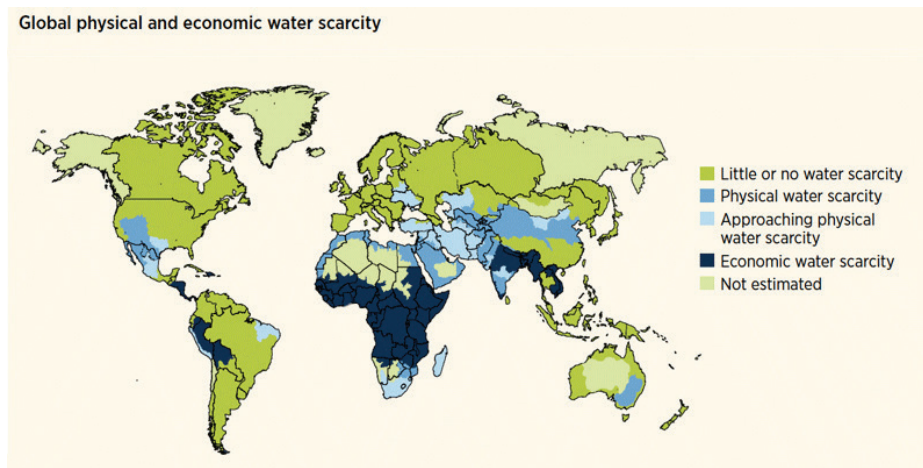 Global physical and economic water scarcity
Little or no water scarcity
Physical water scarcity
Approaching physical
water scarcity
Economic water scarcity
Not estimated